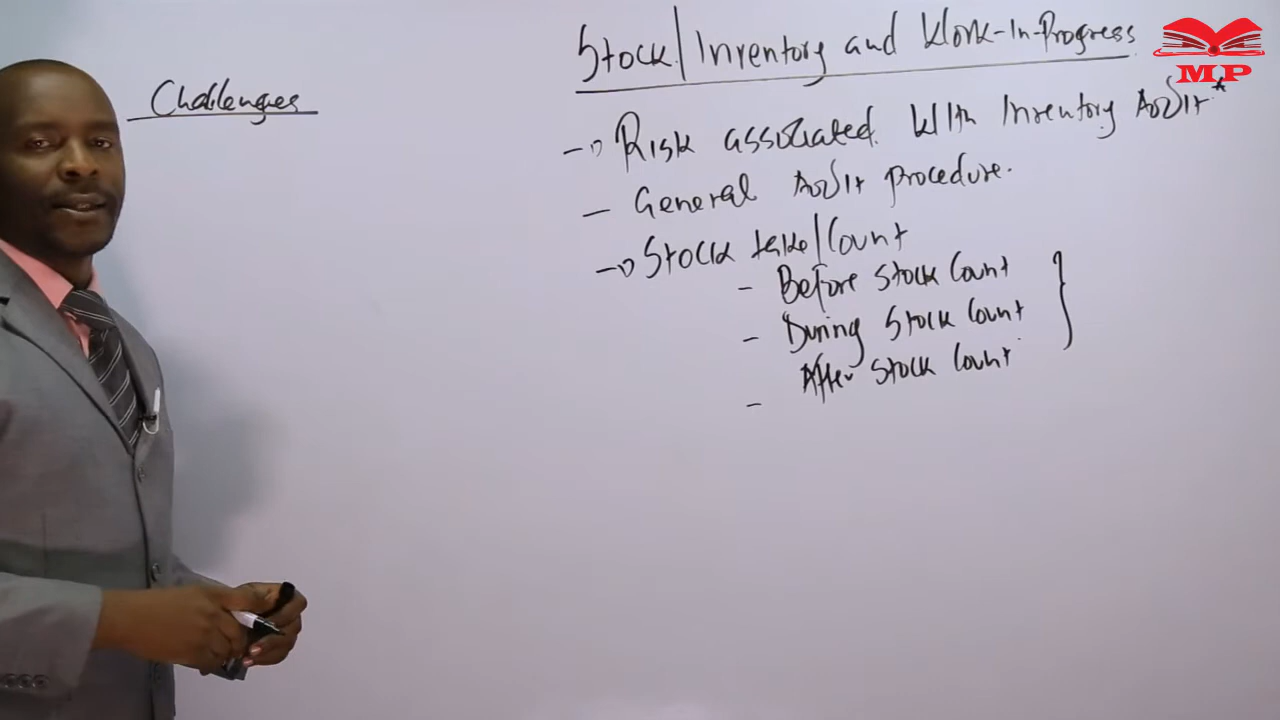 Challenges
Stock/Inventory and Work-In-Progress
MP
→ Risk associated With Inventory Audit*
- General Audit procedure.
→ Stock take/Count
- Before Stock Count
- During Stock Count
- After Stock Count